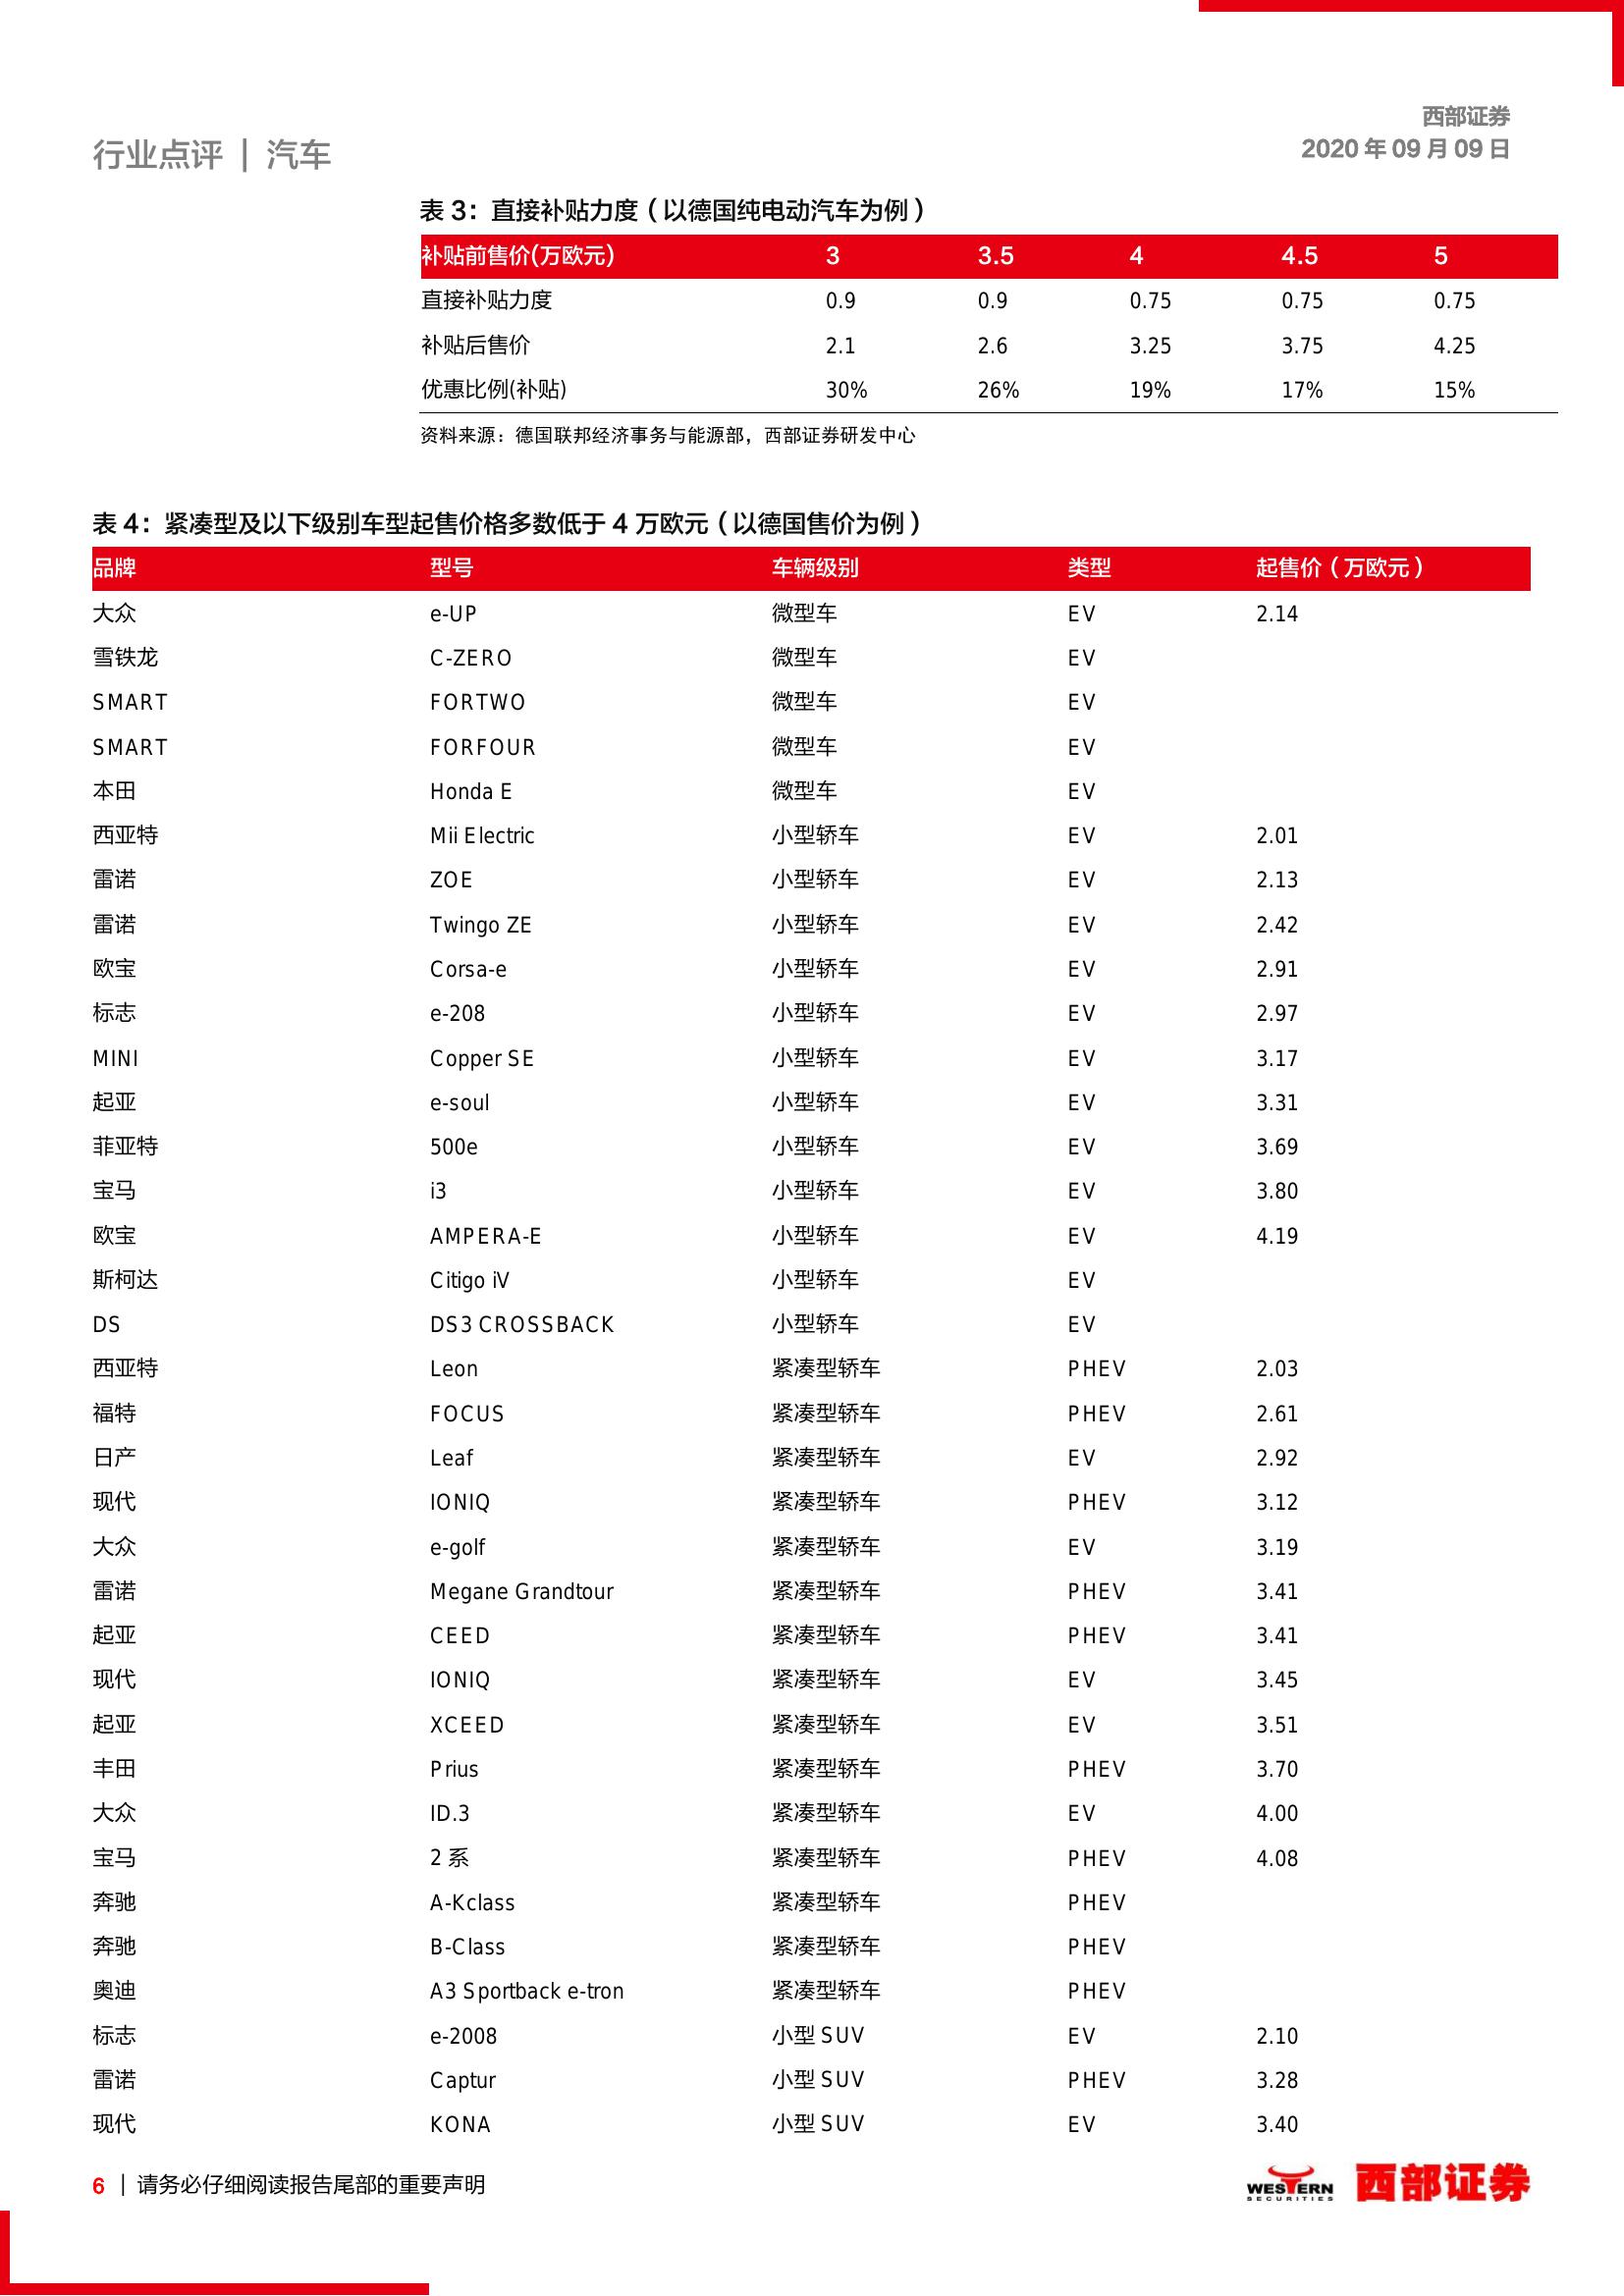 西部证券
行业点评 | 汽车
2020 年 09 月 09 日
表 3：直接补贴力度（以德国纯电动汽车为例）
补贴前售价(万欧元) 3 3.5 4 4.5 5
直接补贴力度 0.9 0.9 0.75 0.75 0.75
补贴后售价 2.1 2.6 3.25 3.75 4.25
优惠比例(补贴) 30% 26% 19% 17% 15%
资料来源：德国联邦经济事务与能源部，西部证券研发中心
表 4：紧凑型及以下级别车型起售价格多数低于 4 万欧元（以德国售价为例）
品牌 型号 车辆级别 类型 起售价（万欧元）
大众 e-UP 微型车 EV 2.14
雪铁龙 C-ZERO 微型车 EV
SMART FORTWO 微型车 EV
SMART FORFOUR 微型车 EV
本田 Honda E 微型车 EV
西亚特 Mii Electric 小型轿车 EV 2.01
雷诺 ZOE 小型轿车 EV 2.13
雷诺 Twingo ZE 小型轿车 EV 2.42
欧宝 Corsa-e 小型轿车 EV 2.91
标志 e-208 小型轿车 EV 2.97
MINI Copper SE 小型轿车 EV 3.17
起亚 e-soul 小型轿车 EV 3.31
菲亚特 500e 小型轿车 EV 3.69
宝马 i3 小型轿车 EV 3.80
欧宝 AMPERA-E 小型轿车 EV 4.19
斯柯达 Citigo iV 小型轿车 EV
DS DS3 CROSSBACK 小型轿车 EV
西亚特 Leon 紧凑型轿车 PHEV 2.03
福特 FOCUS 紧凑型轿车 PHEV 2.61
日产 Leaf 紧凑型轿车 EV 2.92
现代 IONIQ 紧凑型轿车 PHEV 3.12
大众 e-golf 紧凑型轿车 EV 3.19
雷诺 Megane Grandtour 紧凑型轿车 PHEV 3.41
起亚 CEED 紧凑型轿车 PHEV 3.41
现代 IONIQ 紧凑型轿车 EV 3.45
起亚 XCEED 紧凑型轿车 EV 3.51
丰田 Prius 紧凑型轿车 PHEV 3.70
大众 ID.3 紧凑型轿车 EV 4.00
宝马 2 系 紧凑型轿车 PHEV 4.08
奔驰 A-Kclass 紧凑型轿车 PHEV
奔驰 B-Class 紧凑型轿车 PHEV
奥迪 A3 Sportback e-tron 紧凑型轿车 PHEV
标志 e-2008 小型 SUV EV 2.10
雷诺 Captur 小型 SUV PHEV 3.28
现代 KONA 小型 SUV EV 3.40
6 | 请务必仔细阅读报告尾部的重要声明
WESTERN
SECURITIES
西部证券